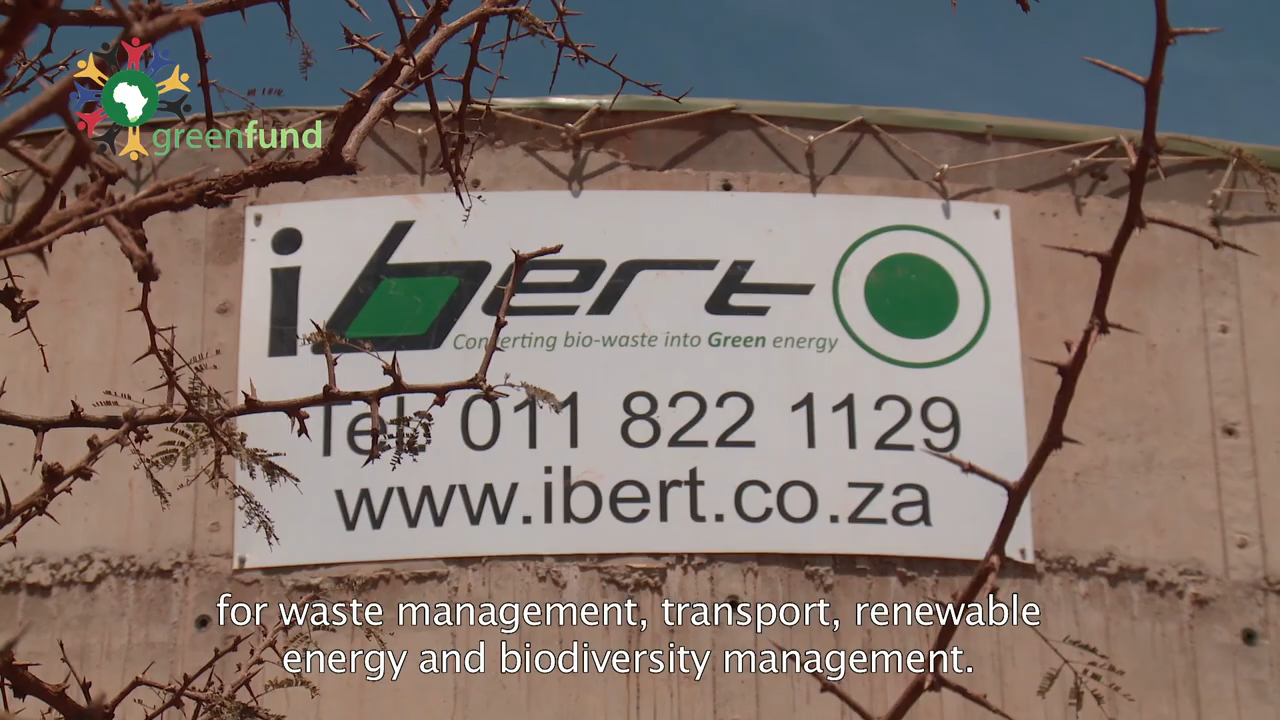 greenfund
ibert
Converting bio-waste into Green energy
Tel: 011 822 1129
www.ibert.co.za
for waste management, transport, renewable
energy and biodiversity management.